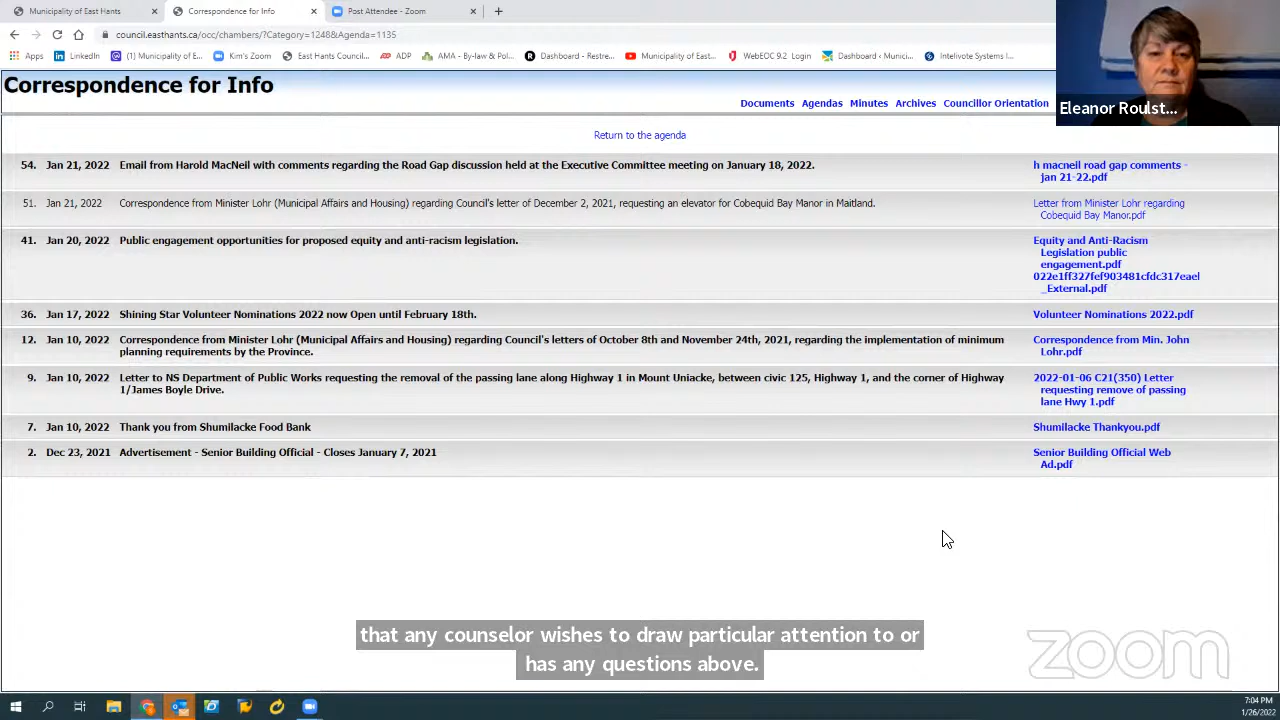 Municipality of East Hants
Correspondence for Info
Post Attendee - Zoom
council.easthants.ca/occ/chambers/?Category=1248&Agenda=1135
Apps
LinkedIn
(1) Municipality of E...
Kim's Zoom
ADP
AMA - By-law & Pol...
Dashboard - Restre...
Municipality of East...
WebEOC 9.2 Login
Dashboard ‹ Munici...
Intelivote Systems I...
Correspondence for Info
Documents Agendas Minutes Archives Councillor Orientation
Eleanor Roulst...
Return to the agenda
54. Jan 21, 2022 Email from Harold MacNeil with comments regarding the Road Gap discussion held at the Executive Committee meeting on January 18, 2022.
h macneil road gap comments -
jan 21-22.pdf
51. Jan 21, 2022 Correspondence from Minister Lohr (Municipal Affairs and Housing) regarding Council's letter of December 2, 2021, requesting an elevator for Cobequid Bay Manor in Maitland.
Letter from Minister Lohr regarding
Cobequid Bay Manor.pdf
41. Jan 20, 2022 Public engagement opportunities for proposed equity and anti-racism legislation.
Equity and Anti-Racism
Legislation public
engagement.pdf
022e1ff327fef903481cfdc317eael
_External.pdf
36. Jan 17, 2022 Shining Star Volunteer Nominations 2022 now Open until February 18th.
Volunteer Nominations 2022.pdf
12. Jan 10, 2022 Correspondence from Minister Lohr (Municipal Affairs and Housing) regarding Council's letters of October 8th and November 24th, 2021, regarding the implementation of minimum
planning requirements by the Province.
Correspondence from Min. John
Lohr.pdf
9. Jan 10, 2022 Letter to NS Department of Public Works requesting the removal of the passing lane along Highway 1 in Mount Uniacke, between civic 125, Highway 1, and the corner of Highway
1/James Boyle Drive.
2022-01-06 C21(350) Letter
requesting remove of passing
lane Hwy 1.pdf
7. Jan 10, 2022 Thank you from Shumilacke Food Bank
Shumilacke Thankyou.pdf
2. Dec 23, 2021 Advertisement - Senior Building Official - Closes January 7, 2021
Senior Building Official Web
Ad.pdf
that any counselor wishes to draw particular attention to or
has any questions above.
zoom
7:04 PM
1/26/2022